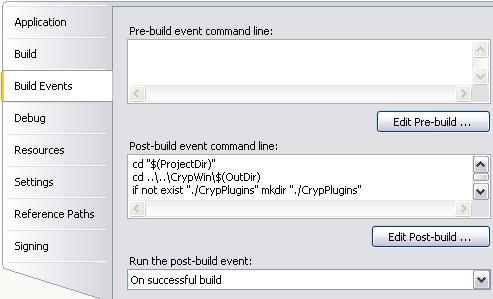 Application
Build
Build Events
Debug
Resources
Settings
Reference Paths
Signing
Pre-build event command line:
Edit Pre-build ...
Post-build event command line:
cd "$(ProjectDir)"
cd ..\..\CrypWin\$(OutDir)
if not exist "./CrypPlugins" mkdir "./CrypPlugins"
Edit Post-build ...
Run the post-build event:
On successful build